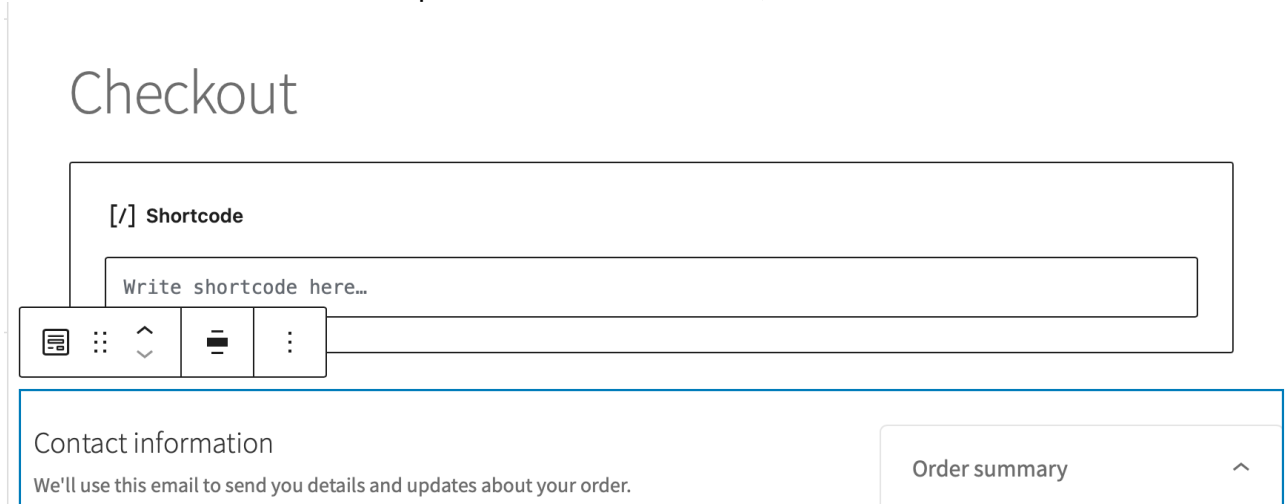 Checkout
[/] Shortcode
Write shortcode here…
Contact information
Order summary
We'll use this email to send you details and updates about your order.